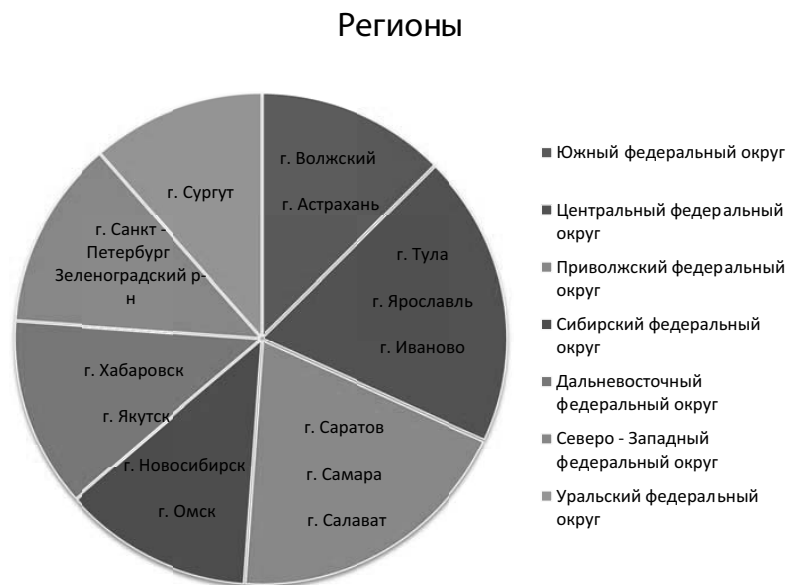 Регионы
г. Волжский
г. Астрахань
г. Тула
г. Ярославль
г. Иваново
г. Саратов
г. Самара
г. Салават
г. Новосибирск
г. Омск
г. Хабаровск
г. Якутск
г. Санкт -
Петербург
Зеленоградский р-
н
г. Сургут
Южный федеральный округ
Центральный федеральный
округ
Приволжский федеральный
округ
Сибирский федеральный
округ
Дальневосточный
федеральный округ
Северо - Западный
федеральный округ
Уральский федеральный
округ